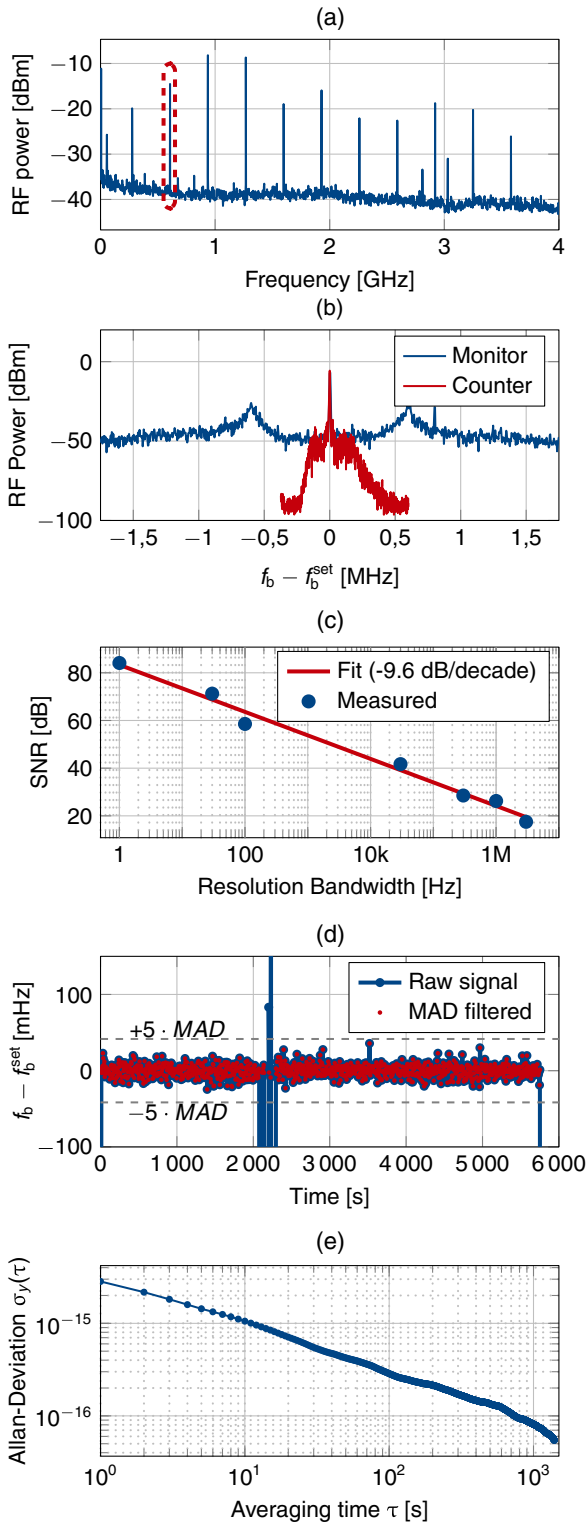 (a)
RF power [dBm]
−10
−20
−30
−40
0 1 2 3 4
Frequency [GHz]
(b)
RF Power [dBm]
0
−50
−100
Monitor
Counter
−1,5 −1 −0,5 0 0,5 1 1,5
f_b − f_b^set [MHz]
(c)
SNR [dB]
80
60
40
20
Fit (-9.6 dB/decade)
Measured
1 100 10k 1M
Resolution Bandwidth [Hz]
(d)
f_b − f_b^set [mHz]
100
0
−100
Raw signal
MAD filtered
+5 · MAD
−5 · MAD
0 1 000 2 000 3 000 4 000 5 000 6 000
Time [s]
(e)
Allan-Deviation σ_y(τ)
10^−15
10^−16
10^0 10^1 10^2 10^3
Averaging time τ [s]